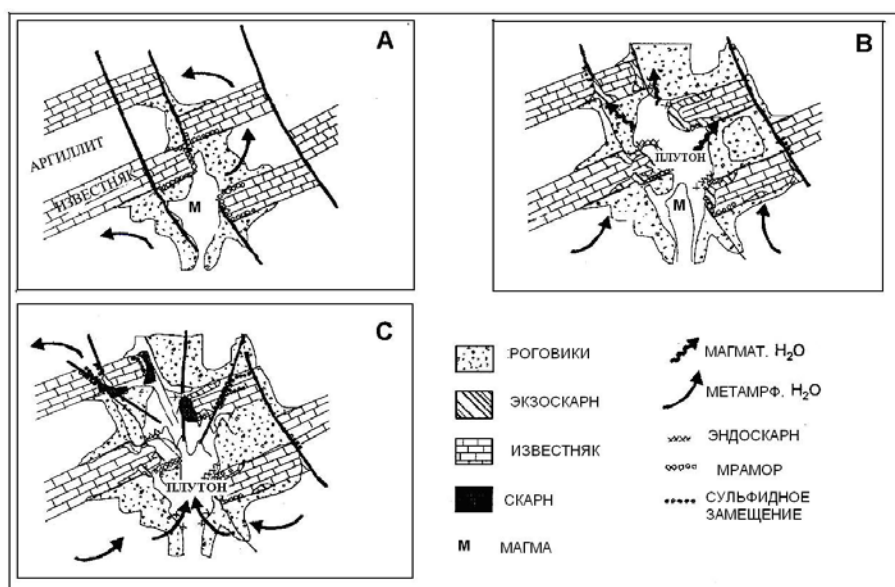 A
АРГИЛЛИТ
ИЗВЕСТНЯК
М
B
ПЛУТОН
М
C
ПЛУТОН
РОГОВИКИ
ЭКЗОСКАРН
ИЗВЕСТНЯК
СКАРН
М МАГМА
МАГМАТ. H₂O
МЕТАМРФ. H₂O
ЭНДОСКАРН
МРАМОР
СУЛЬФИДНОЕ
ЗАМЕЩЕНИЕ